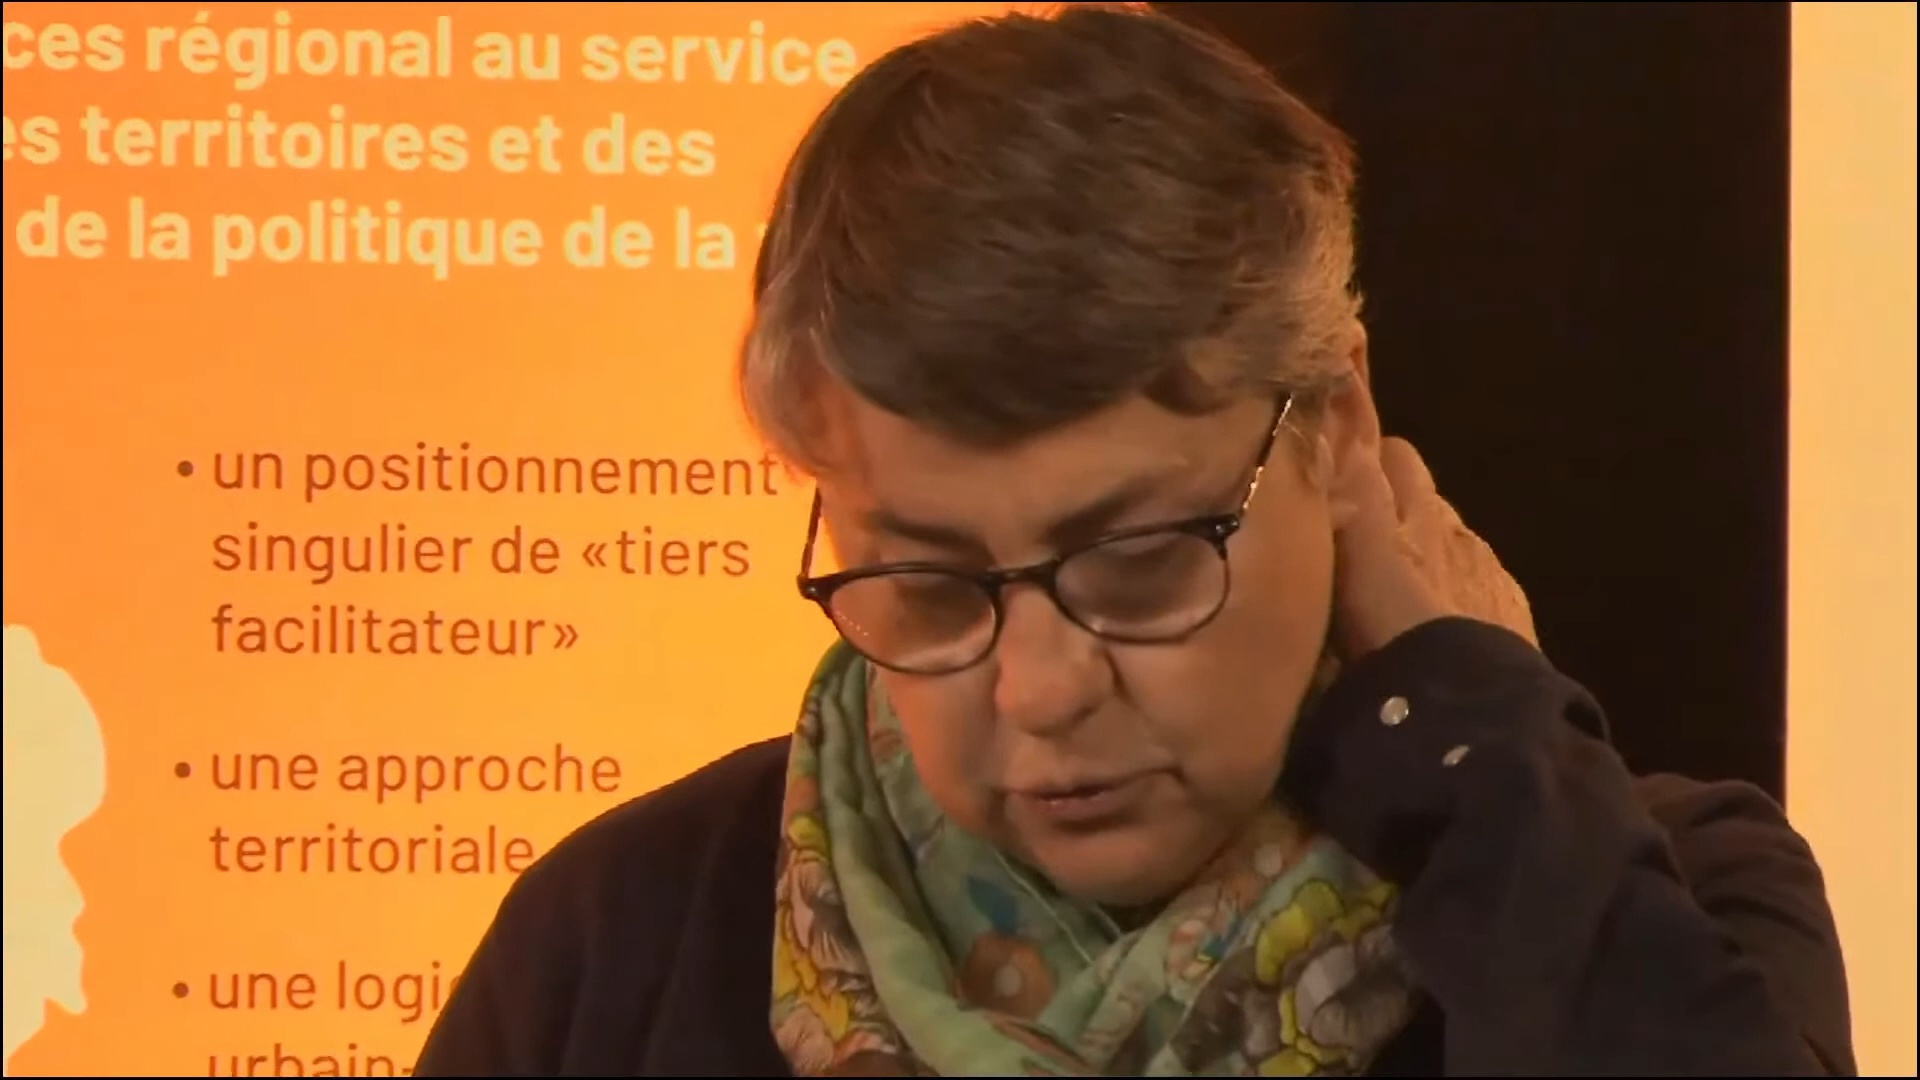 ces régional au service
es territoires et des
de la politique de la
• un positionnement
singulier de «tiers
facilitateur»
• une approche
territoriale
• une logi
urbain-